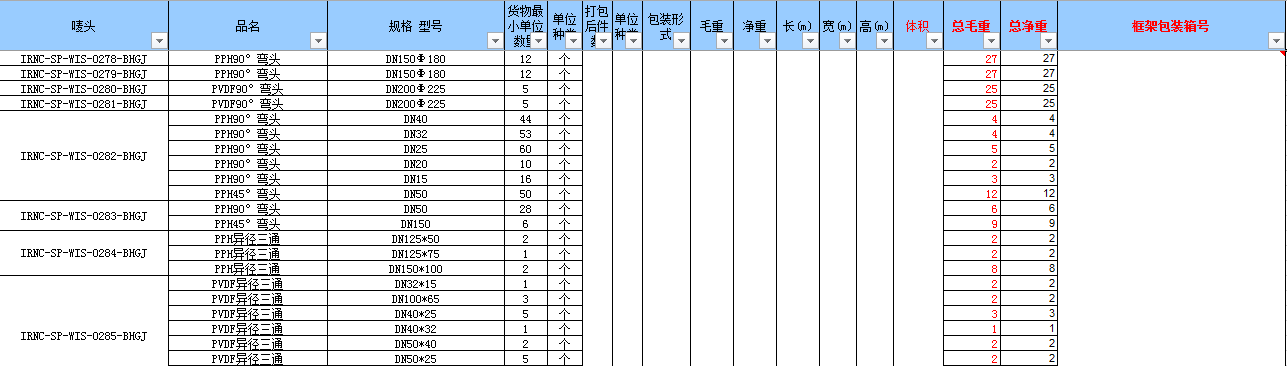 唛头 品名 规格 型号 货物最小单位数量 单位种类 打包后件数 单位种类 包装形式 毛重 净重 长(m) 宽(m) 高(m) 体积 总毛重 总净重 框架包装箱号
IRNC-SP-WIS-0278-BHGJ PPH90°弯头 DN150Φ180 12 个 27 27
IRNC-SP-WIS-0279-BHGJ PPH90°弯头 DN150Φ180 12 个 27 27
IRNC-SP-WIS-0280-BHGJ PVDF90°弯头 DN200Φ225 5 个 25 25
IRNC-SP-WIS-0281-BHGJ PVDF90°弯头 DN200Φ225 5 个 25 25
IRNC-SP-WIS-0282-BHGJ PPH90°弯头 DN40 44 个 4 4
PPH90°弯头 DN32 53 个 4 4
PPH90°弯头 DN25 60 个 5 5
PPH90°弯头 DN20 10 个 2 2
PPH90°弯头 DN15 16 个 3 3
PPH45°弯头 DN50 50 个 12 12
IRNC-SP-WIS-0283-BHGJ PPH90°弯头 DN50 28 个 6 6
PPH45°弯头 DN150 6 个 9 9
IRNC-SP-WIS-0284-BHGJ PPH异径三通 DN125*50 2 个 2 2
PPH异径三通 DN125*75 1 个 2 2
PPH异径三通 DN150*100 2 个 8 8
IRNC-SP-WIS-0285-BHGJ PVDF异径三通 DN32*15 1 个 2 2
PVDF异径三通 DN100*65 3 个 2 2
PVDF异径三通 DN40*25 5 个 3 3
PVDF异径三通 DN40*32 1 个 1 1
PVDF异径三通 DN50*40 2 个 2 2
PVDF异径三通 DN50*25 5 个 2 2